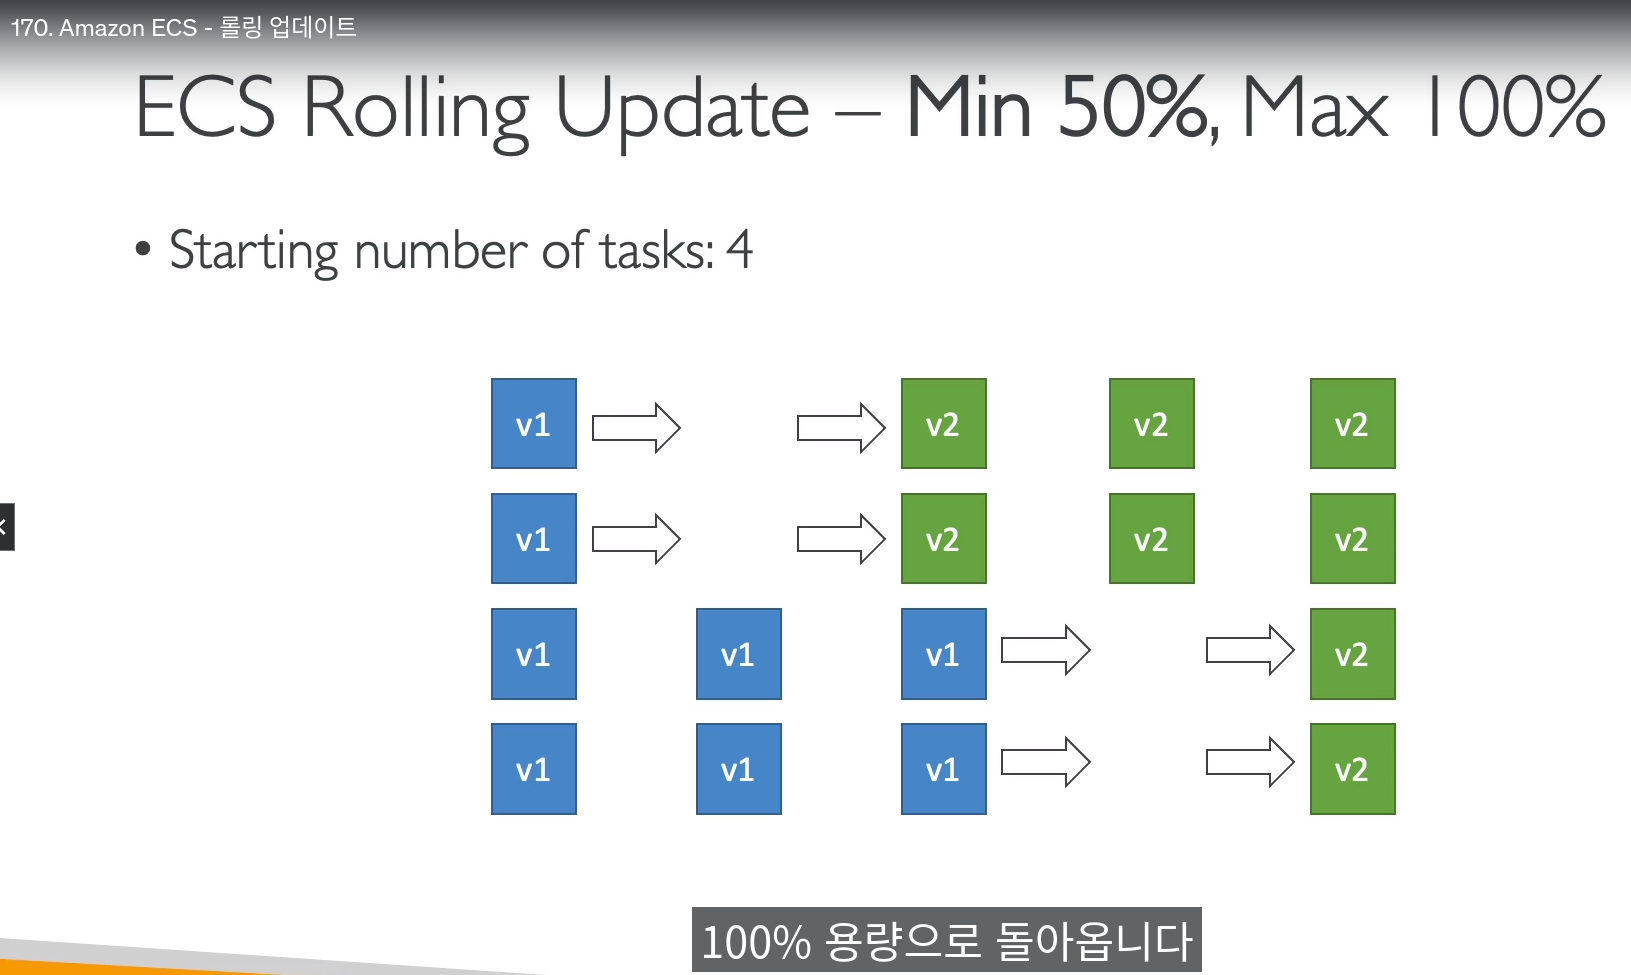 170. Amazon ECS - 롤링 업데이트
ECS Rolling Update – Min 50%, Max 100%
• Starting number of tasks: 4
v1 v2 v2 v2
v1 v2 v2 v2
v1 v1 v1 v2
v1 v1 v1 v2
100% 용량으로 돌아옵니다